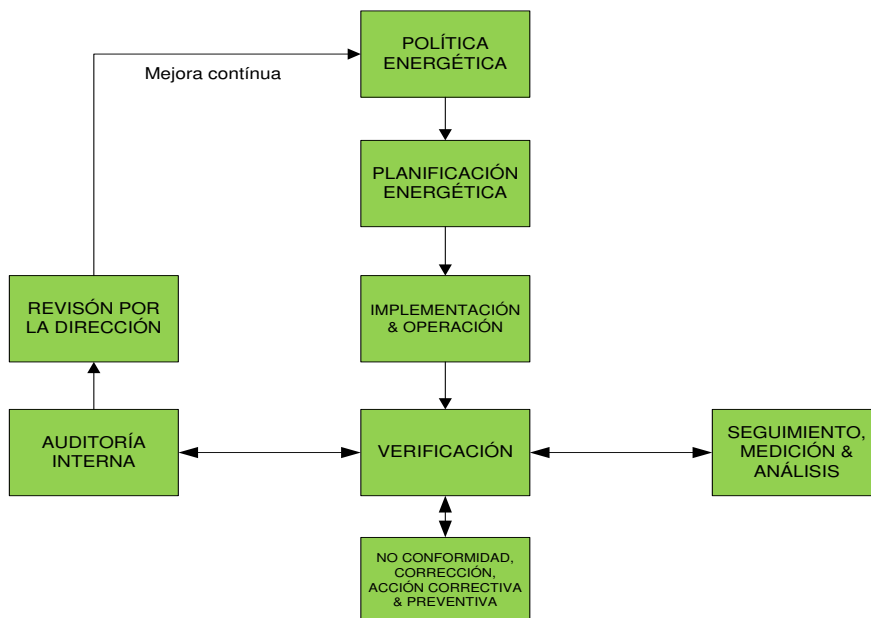 POLÍTICA
ENERGÉTICA
Mejora contínua
PLANIFICACIÓN
ENERGÉTICA
REVISÓN POR
LA DIRECCIÓN
IMPLEMENTACIÓN
& OPERACIÓN
AUDITORÍA
INTERNA
VERIFICACIÓN
SEGUIMIENTO,
MEDICIÓN &
ANÁLISIS
NO CONFORMIDAD,
CORRECCIÓN,
ACCIÓN CORRECTIVA
& PREVENTIVA